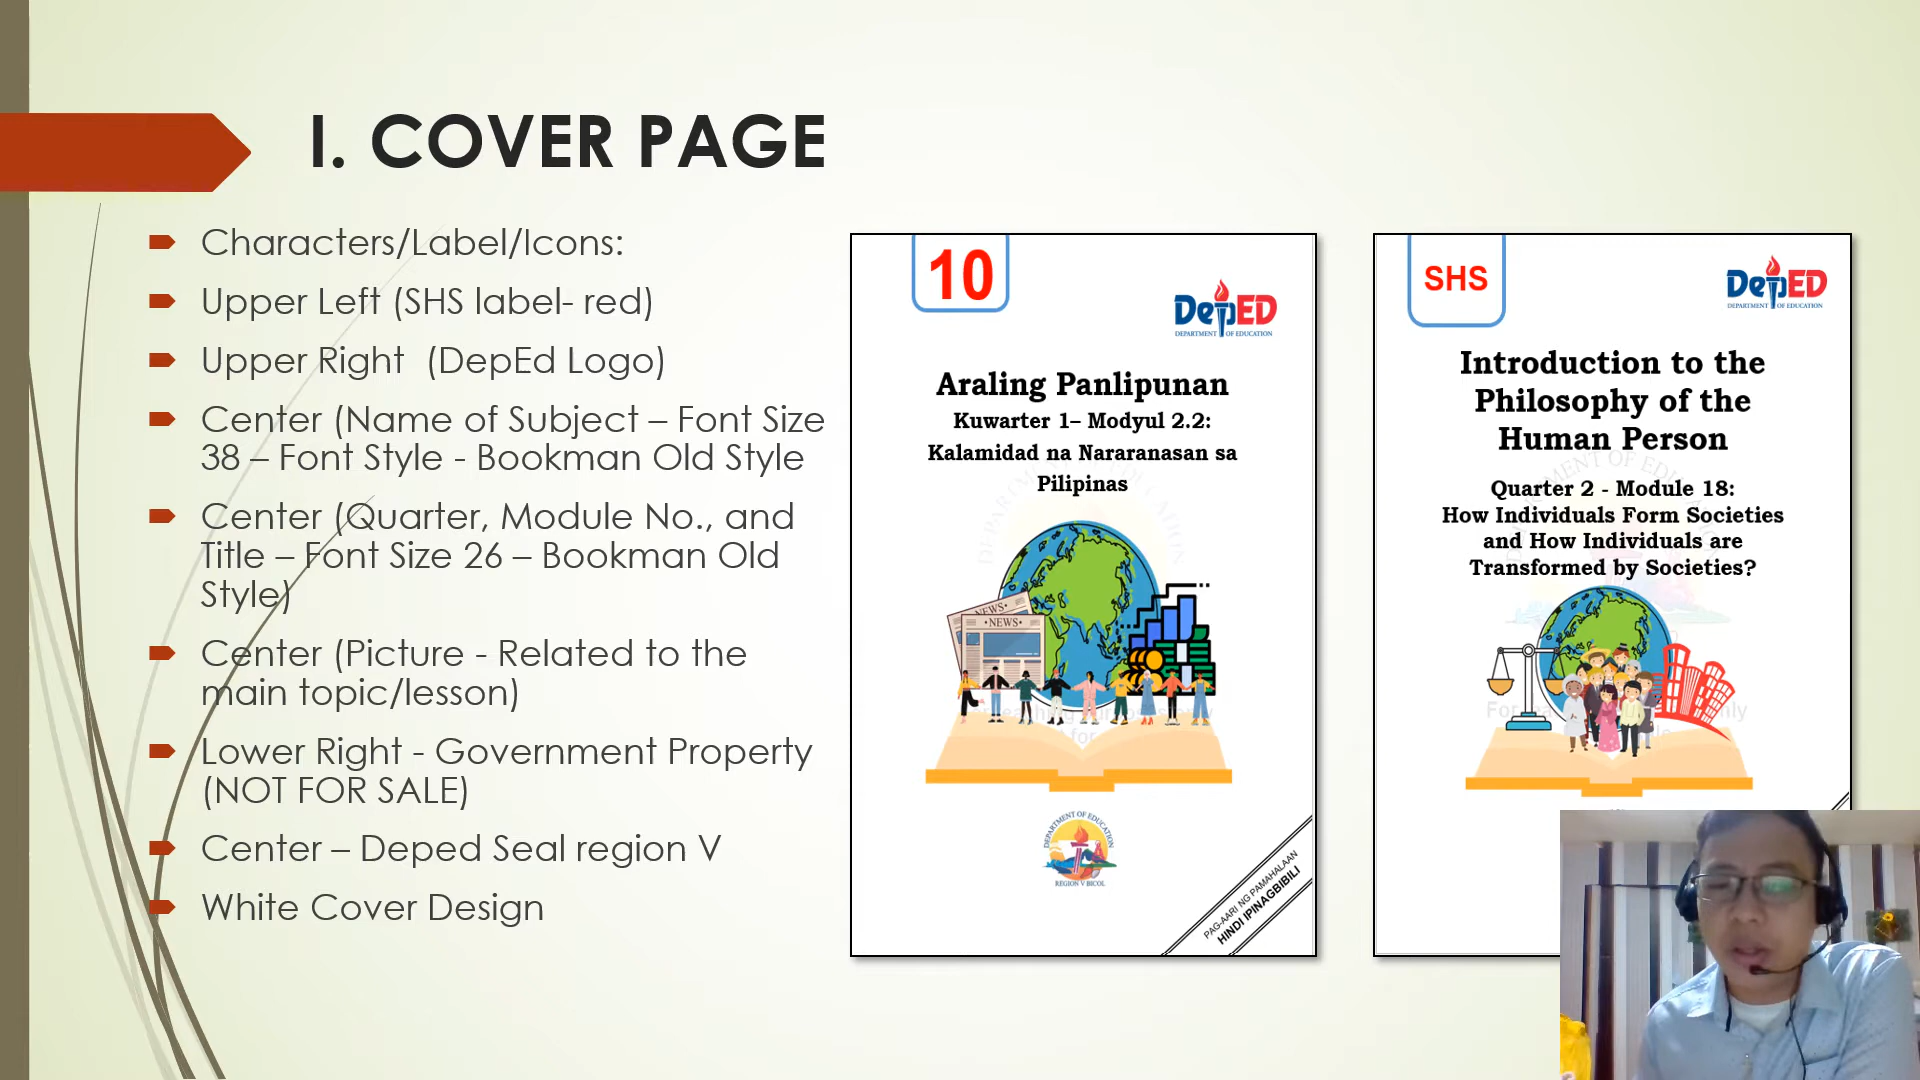 I. COVER PAGE
Characters/Label/Icons:
Upper Left (SHS label- red)
Upper Right  (DepEd Logo)
Center (Name of Subject – Font Size
38 – Font Style - Bookman Old Style
Center (Quarter, Module No., and
Title – Font Size 26 – Bookman Old
Style)
Center (Picture - Related to the
main topic/lesson)
Lower Right - Government Property
(NOT FOR SALE)
Center – Deped Seal region V
White Cover Design
10
DepED
DEPARTMENT OF EDUCATION
Araling Panlipunan
Kuwarter 1– Modyul 2.2:
Kalamidad na Nararanasan sa
Pilipinas
NEWS
NEWS
DEPARTMENT OF EDUCATION
REGION V BICOL
PAG-AARI NG PAMAHALAAN
HINDI IPINAGBIBILI
SHS
DepED
DEPARTMENT OF EDUCATION
Introduction to the
Philosophy of the
Human Person
Quarter 2 - Module 18:
How Individuals Form Societies
and How Individuals are
Transformed by Societies?